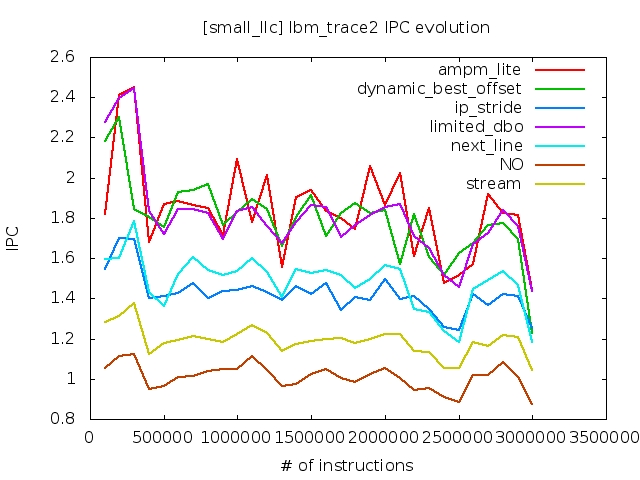 [small_llc] lbm_trace2 IPC evolution
2.6
2.4
2.2
2
1.8
1.6
1.4
1.2
1
0.8
IPC
ampm_lite
dynamic_best_offset
ip_stride
limited_dbo
next_line
NO
stream
0 500000 1000000 1500000 2000000 2500000 3000000 3500000
# of instructions